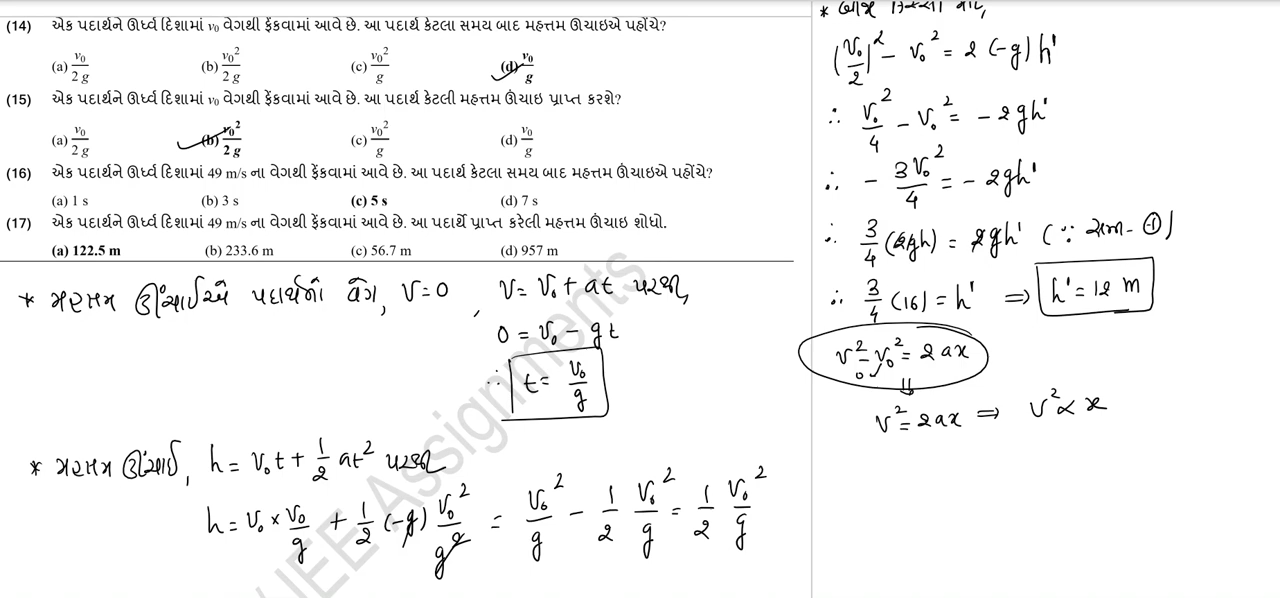 (14) એક પદાર્થને ઊર્ધ્વ દિશામાં v₀ વેગથી ફેંકવામાં આવે છે. આ પદાર્થ કેટલા સમય બાદ મહત્તમ ઊંચાઇએ પહોંચે?
(a) v₀/2 g (b) v₀²/2 g (c) v₀²/g (d) v₀/g
(15) એક પદાર્થને ઊર્ધ્વ દિશામાં v₀ વેગથી ફેંકવામાં આવે છે. આ પદાર્થ કેટલી મહત્તમ ઊંચાઇ પ્રાપ્ત કરશે?
(a) v₀/2 g (b) v₀²/2 g (c) v₀²/g (d) v₀/g
(16) એક પદાર્થને ઊર્ધ્વ દિશામાં 49 m/s ના વેગથી ફેંકવામાં આવે છે. આ પદાર્થ કેટલા સમય બાદ મહત્તમ ઊંચાઇએ પહોંચે?
(a) 1 s (b) 3 s (c) 5 s (d) 7 s
(17) એક પદાર્થને ઊર્ધ્વ દિશામાં 49 m/s ના વેગથી ફેંકવામાં આવે છે. આ પદાર્થે પ્રાપ્ત કરેલી મહત્તમ ઊંચાઇ શોધો.
(a) 122.5 m (b) 233.6 m (c) 56.7 m (d) 957 m
* મહત્તમ ઊંચાઈએ પદાર્થનો વેગ, v = 0, v = v₀ + at પરથી,
0 = v₀ - gt
∴ t = v₀/g
* મહત્તમ ઊંચાઈ, h = v₀t + 1/2 at² પરથી
h = v₀ × v₀/g + 1/2 (-g) v₀²/g² = v₀²/g - 1/2 v₀²/g = 1/2 v₀²/g
(v₀/2)² - v₀² = 2(-g)h'
∴ v₀²/4 - v₀² = -2gh'
∴ - 3v₀²/4 = -2gh'
∴ 3/4 (2gh) = 2gh' (∵ સમી. ①)
∴ 3/4 (16) = h' ⇒ h' = 12 m
v² - v₀² = 2ax
0
⇓
v² = 2ax ⇒ v² ∝ x
JEE Assignments